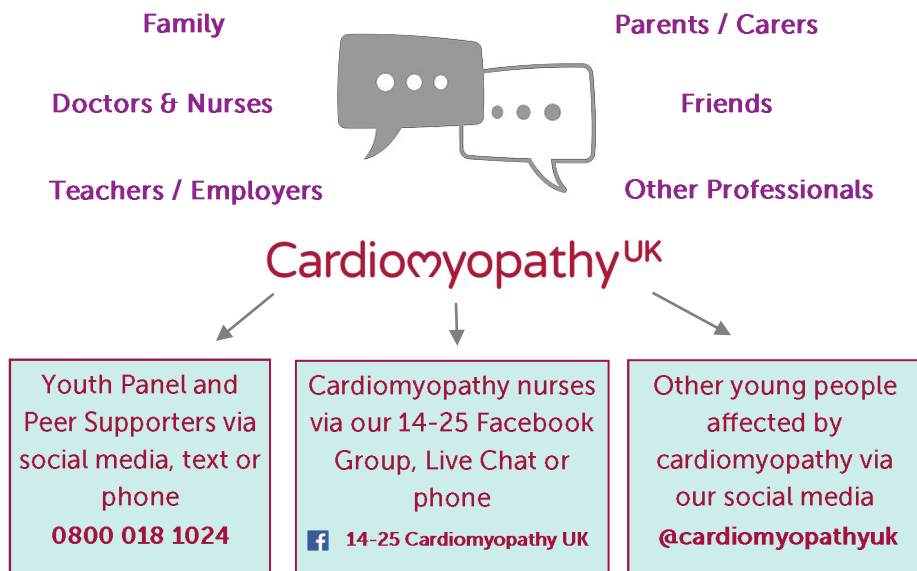 Family
Parents / Carers
Doctors & Nurses
Friends
Teachers / Employers
Other Professionals
Cardiomyopathy UK
Youth Panel and
Peer Supporters via
social media, text or
phone
0800 018 1024
Cardiomyopathy nurses
via our 14-25 Facebook
Group, Live Chat or
phone
14-25 Cardiomyopathy UK
Other young people
affected by
cardiomyopathy via
our social media
@cardiomyopathyuk